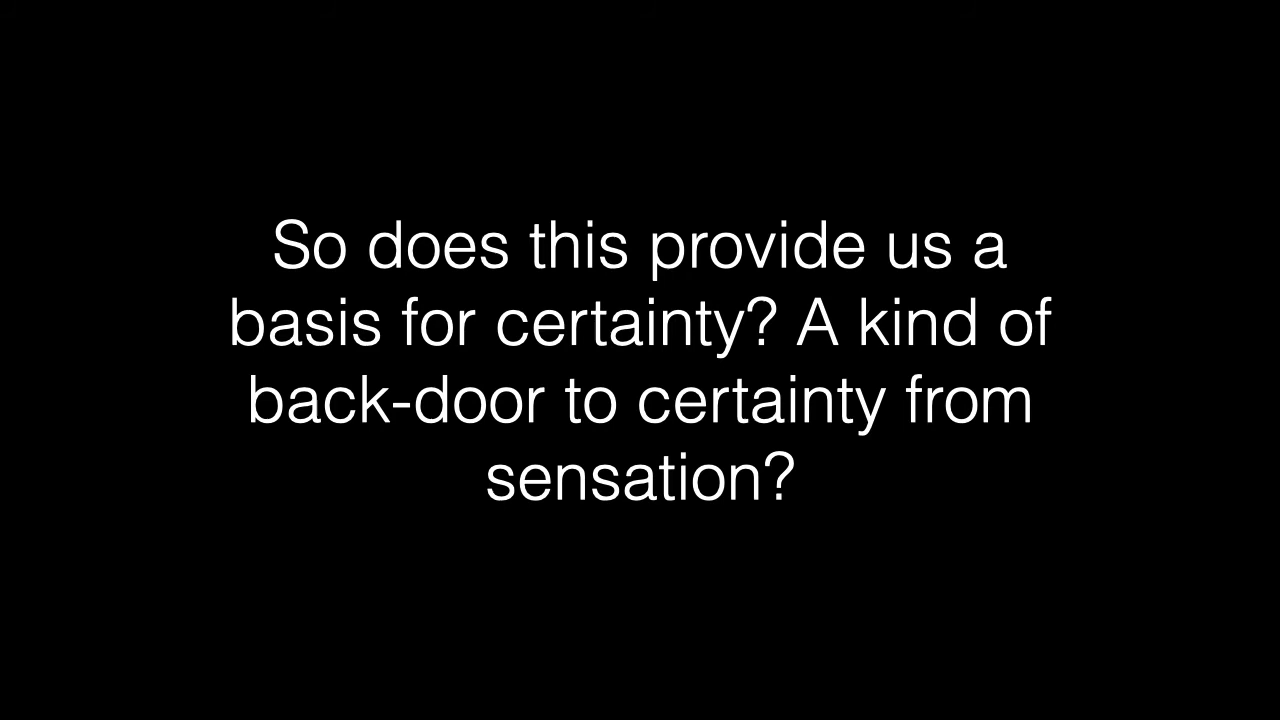 So does this provide us a
basis for certainty? A kind of
back-door to certainty from
sensation?